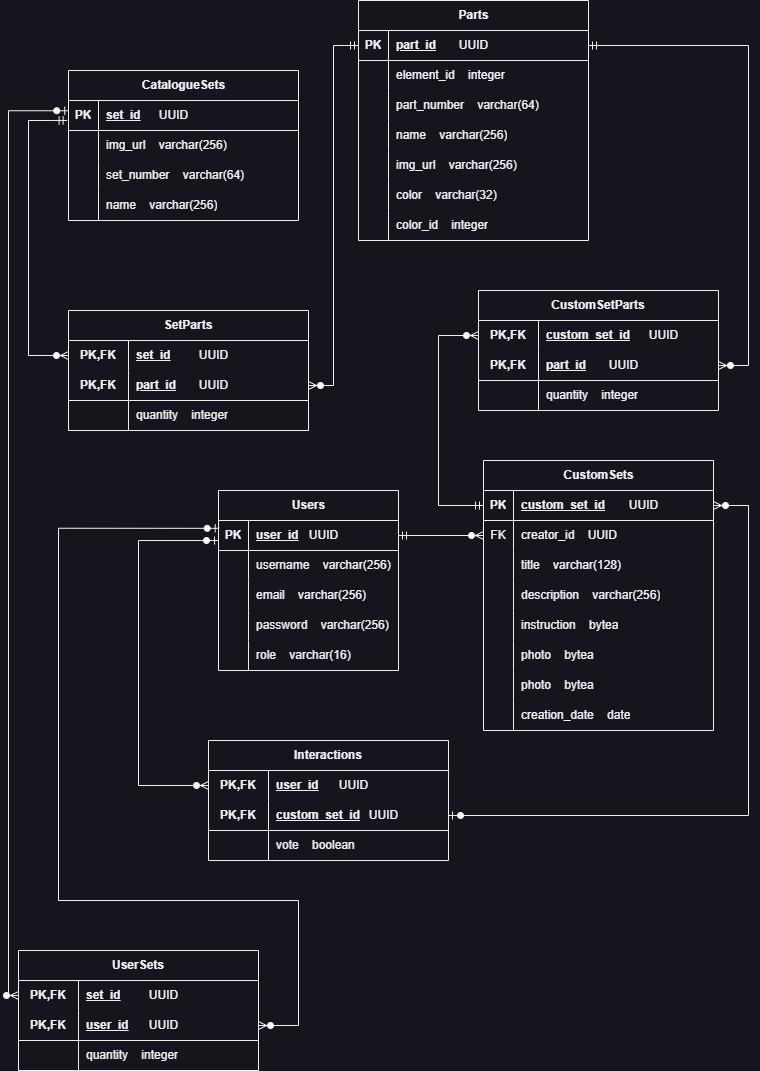 Parts
PK part_id UUID
element_id integer
part_number varchar(64)
name varchar(256)
img_url varchar(256)
color varchar(32)
color_id integer
CatalogueSets
PK set_id UUID
img_url varchar(256)
set_number varchar(64)
name varchar(256)
SetParts
PK,FK set_id UUID
PK,FK part_id UUID
quantity integer
CustomSetParts
PK,FK custom_set_id UUID
PK,FK part_id UUID
quantity integer
CustomSets
PK custom_set_id UUID
FK creator_id UUID
title varchar(128)
description varchar(256)
instruction bytea
photo bytea
photo bytea
creation_date date
Users
PK user_id UUID
username varchar(256)
email varchar(256)
password varchar(256)
role varchar(16)
Interactions
PK,FK user_id UUID
PK,FK custom_set_id UUID
vote boolean
UserSets
PK,FK set_id UUID
PK,FK user_id UUID
quantity integer